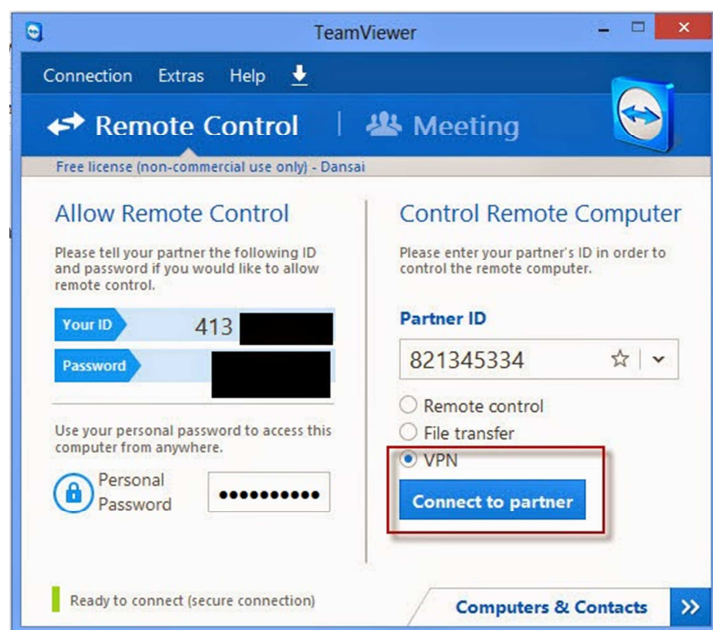 TeamViewer
Connection Extras Help
Remote Control
Meeting
Free license (non-commercial use only) - Dansai
Allow Remote Control
Please tell your partner the following ID
and password if you would like to allow
remote control.
Your ID 413
Password
Use your personal password to access this
computer from anywhere.
Personal
Password
Control Remote Computer
Please enter your partner's ID in order to
control the remote computer.
Partner ID
821345334
Remote control
File transfer
VPN
Connect to partner
Ready to connect (secure connection)
Computers & Contacts